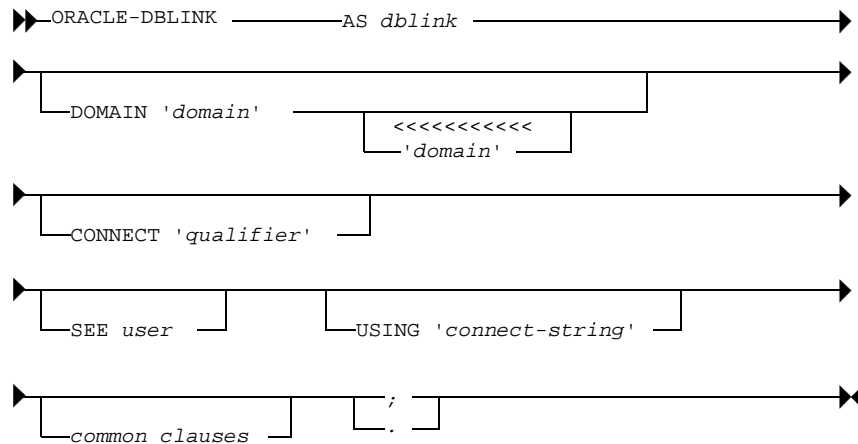 ORACLE-DBLINK AS dblink
DOMAIN 'domain'
<<<<<<<<<<<
'domain'
CONNECT 'qualifier'
SEE user USING 'connect-string'
;
common clauses .